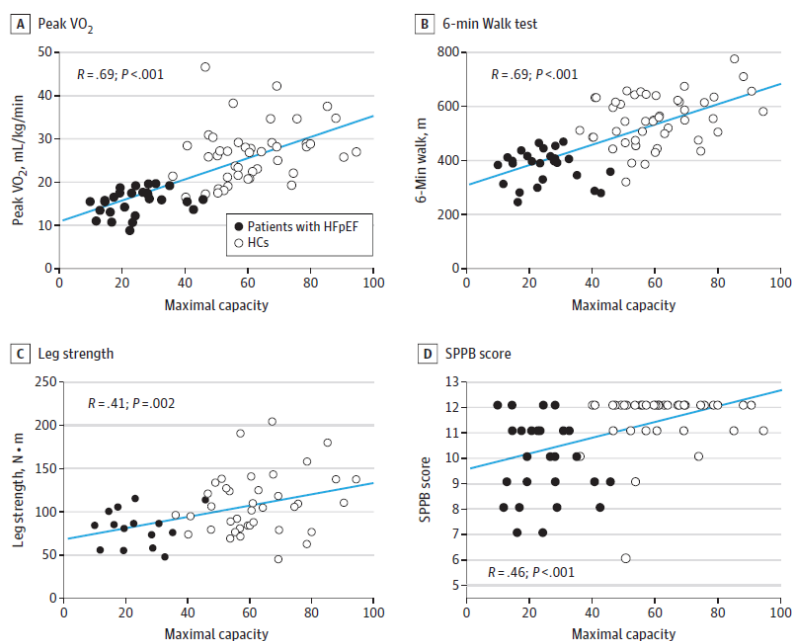 A Peak VO2
50
40
30
20
10
0
Peak VO2, mL/kg/min
R = .69; P <.001
Patients with HFpEF
HCs
0 20 40 60 80 100
Maximal capacity
B 6-min Walk test
800
600
400
200
0
6-Min walk, m
R = .69; P <.001
0 20 40 60 80 100
Maximal capacity
C Leg strength
250
200
150
100
50
0
Leg strength, N • m
R = .41; P = .002
0 20 40 60 80 100
Maximal capacity
D SPPB score
13
12
11
10
9
8
7
6
5
SPPB score
R = .46; P <.001
0 20 40 60 80 100
Maximal capacity